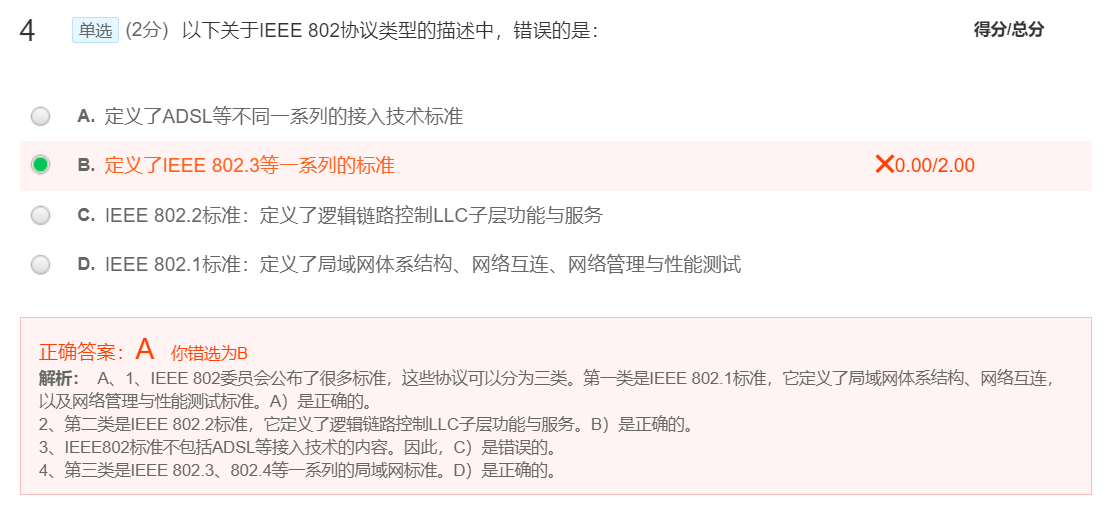 4 单选 (2分) 以下关于IEEE 802协议类型的描述中，错误的是： 得分/总分
A. 定义了ADSL等不同一系列的接入技术标准
B. 定义了IEEE 802.3等一系列的标准 ✕0.00/2.00
C. IEEE 802.2标准：定义了逻辑链路控制LLC子层功能与服务
D. IEEE 802.1标准：定义了局域网体系结构、网络互连、网络管理与性能测试
正确答案：A 你错选为B
解析： A、1、IEEE 802委员会公布了很多标准，这些协议可以分为三类。第一类是IEEE 802.1标准，它定义了局域网体系结构、网络互连，
以及网络管理与性能测试标准。A）是正确的。
2、第二类是IEEE 802.2标准，它定义了逻辑链路控制LLC子层功能与服务。B）是正确的。
3、IEEE802标准不包括ADSL等接入技术的内容。因此，C）是错误的。
4、第三类是IEEE 802.3、802.4等一系列的局域网标准。D）是正确的。